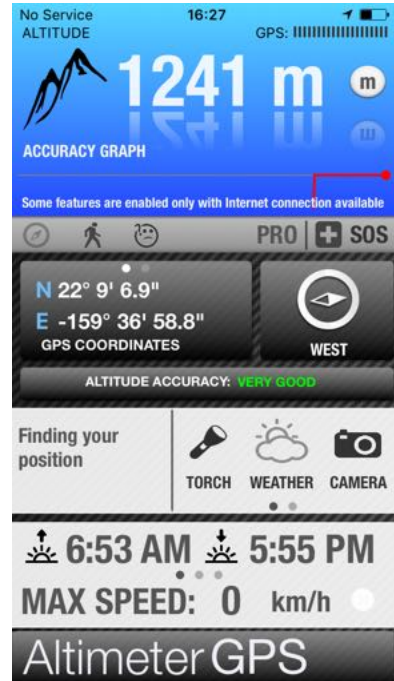 No Service 16:27
ALTITUDE GPS:
1241 m m
ACCURACY GRAPH
Some features are enabled only with Internet connection available
PRO | SOS
N 22° 9' 6.9"
E -159° 36' 58.8"
GPS COORDINATES
WEST
ALTITUDE ACCURACY: VERY GOOD
Finding your
position
TORCH WEATHER CAMERA
6:53 AM 5:55 PM
MAX SPEED: 0 km/h
Altimeter GPS